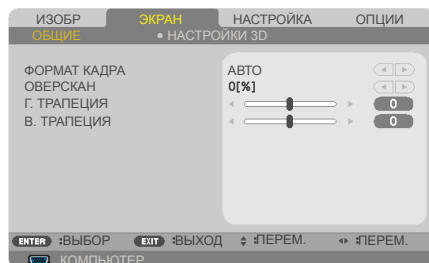 ИЗОБР ЭКРАН НАСТРОЙКА ОПЦИИ
ОБЩИЕ • НАСТРОЙКИ 3D
ФОРМАТ КАДРА АВТО
ОВЕРСКАН 0[%]
Г. ТРАПЕЦИЯ 0
В. ТРАПЕЦИЯ 0
ENTER :ВЫБОР EXIT :ВЫХОД :ПЕРЕМ. :ПЕРЕМ.
КОМПЬЮТЕР